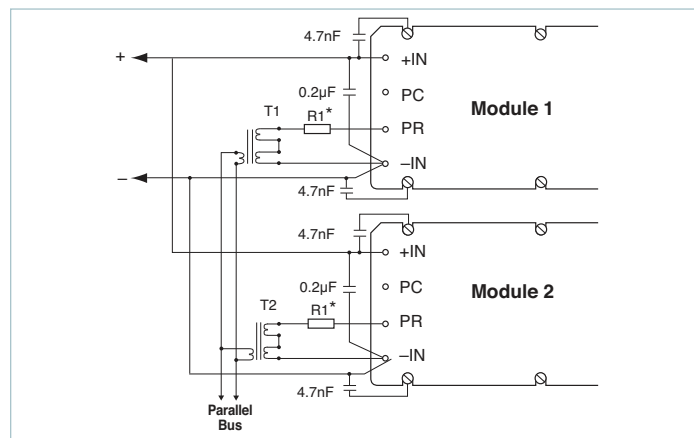 4.7nF
+
+IN
0.2µF
PC
Module 1
T1
R1*
PR
–IN
–
4.7nF
4.7nF
+IN
0.2µF
PC
Module 2
T2
R1*
PR
–IN
4.7nF
Parallel
Bus